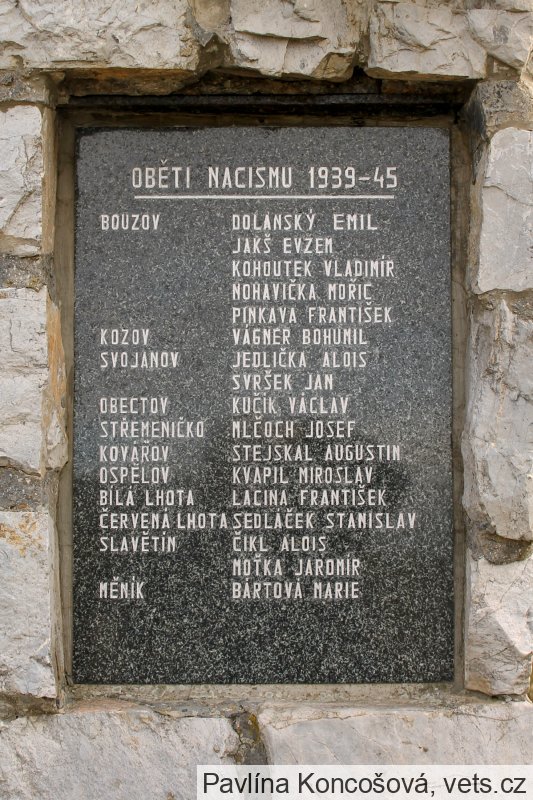 OBĚTI NACISMU 1939-45
BOUZOV DOLANSKÝ EMIL
JAKŠ EVŽEM
KOHOUTEK VLADIMÍR
NOHAVIČKA MOŘIC
PINKAVA FRANTIŠEK
KOZOV VÁGNER BOHUMIL
SVOJANOV JEDLIČKA ALOIS
SVRŠEK JAN
OBECTOV KUČÍK VÁCLAV
STŘEMENÍČKO MLČOCH JOSEF
KOVÁŘOV STEJSKAL AUGUSTIN
OSPĚLOV KVAPIL MIROSLAV
BÍLÁ LHOTA LACINA FRANTIŠEK
ČERVENÁ LHOTA SEDLÁČEK STANISLAV
SLAVĚTÍN ČIKL ALOIS
MOŤKA JAROMÍR
MĚNÍK BÁRTOVÁ MARIE
Pavlína Koncošová, vets.cz